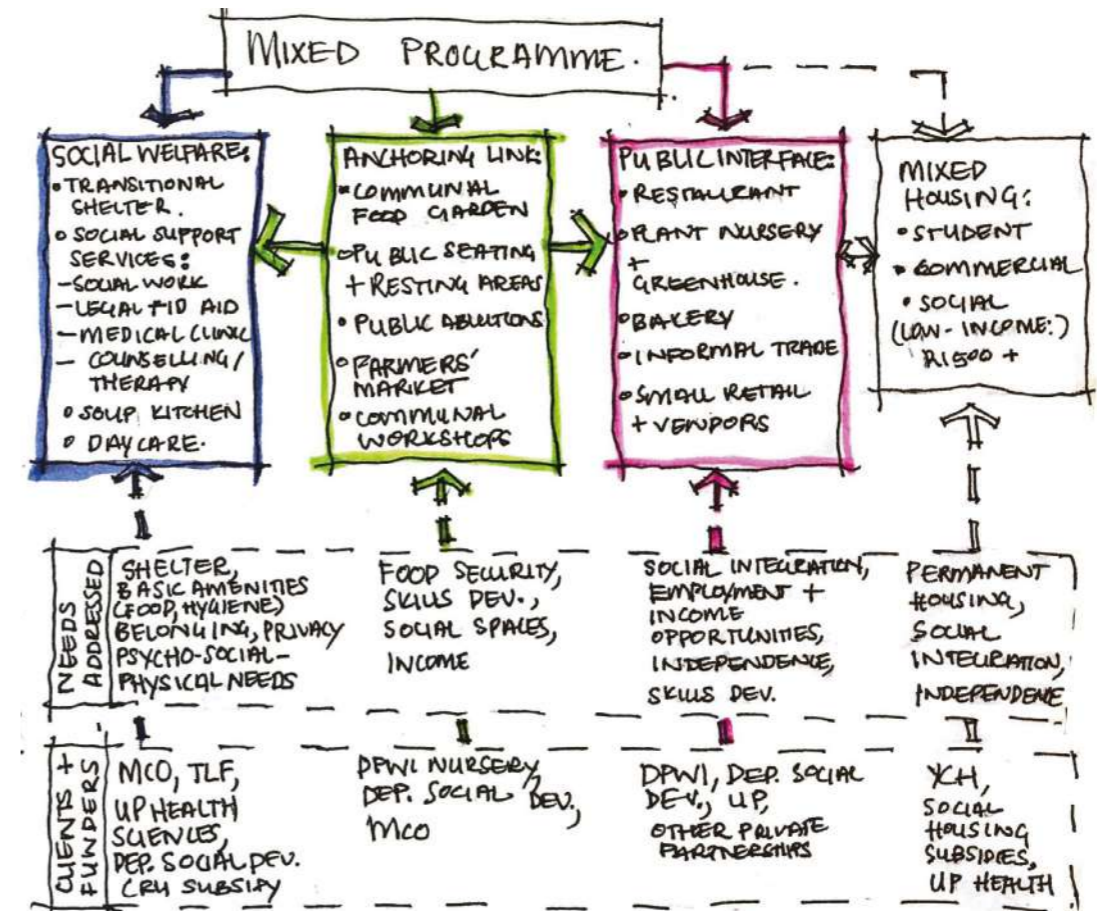 MIXED PROGRAMME.
SOCIAL WELFARE:
• TRANSITIONAL
SHELTER.
• SOCIAL SUPPORT
SERVICES:
- SOCIAL WORK
- LEGAL AID
- MEDICAL CLINIC
- COUNSELLING/
THERAPY
• SOUP KITCHEN
• DAYCARE.
ANCHORING LINK:
• COMMUNAL
FOOD GARDEN
• PUBLIC SEATING
+ RESTING AREAS
• PUBLIC ABLUTIONS
• FARMERS'
MARKET
• COMMUNAL
WORKSHOPS
PUBLIC INTERFACE:
• RESTAURANT
• PLANT NURSERY
+
GREENHOUSE.
• BAKERY
• INFORMAL TRADE
• SMALL RETAIL
+ VENDORS
MIXED
HOUSING:
• STUDENT
• COMMERCIAL
• SOCIAL
(LOW-INCOME:)
R1500 +
NEEDS
ADDRESSED
SHELTER,
BASIC AMENITIES
(FOOD, HYGIENE)
BELONGING, PRIVACY
PSYCHO-SOCIAL-
PHYSICAL NEEDS
FOOD SECURITY,
SKILLS DEV.,
SOCIAL SPACES,
INCOME
SOCIAL INTEGRATION,
EMPLOYMENT +
INCOME
OPPORTUNITIES,
INDEPENDENCE,
SKILLS DEV.
PERMANENT
HOUSING,
SOCIAL
INTEGRATION,
INDEPENDENCE
CLIENTS +
FUNDERS
MCO, TLF,
UP HEALTH
SCIENCES,
DEP. SOCIAL DEV.
CRU SUBSIDY
DPWI NURSERY,
DEP. SOCIAL DEV.,
MCO
DPWI, DEP. SOCIAL
DEV., UP,
OTHER PRIVATE
PARTNERSHIPS
YCH,
SOCIAL
HOUSING
SUBSIDIES,
UP HEALTH